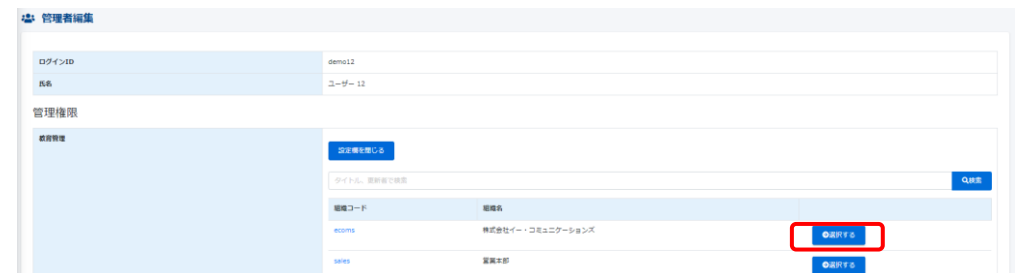 管理者編集
ログインID demo12
氏名 ユーザー 12
管理権限
教育管理
設定欄を閉じる
タイトル、更新者で検索
検索
組織コード 組織名
ecoms 株式会社イー・コミュニケーションズ 選択する
sales 営業本部 選択する